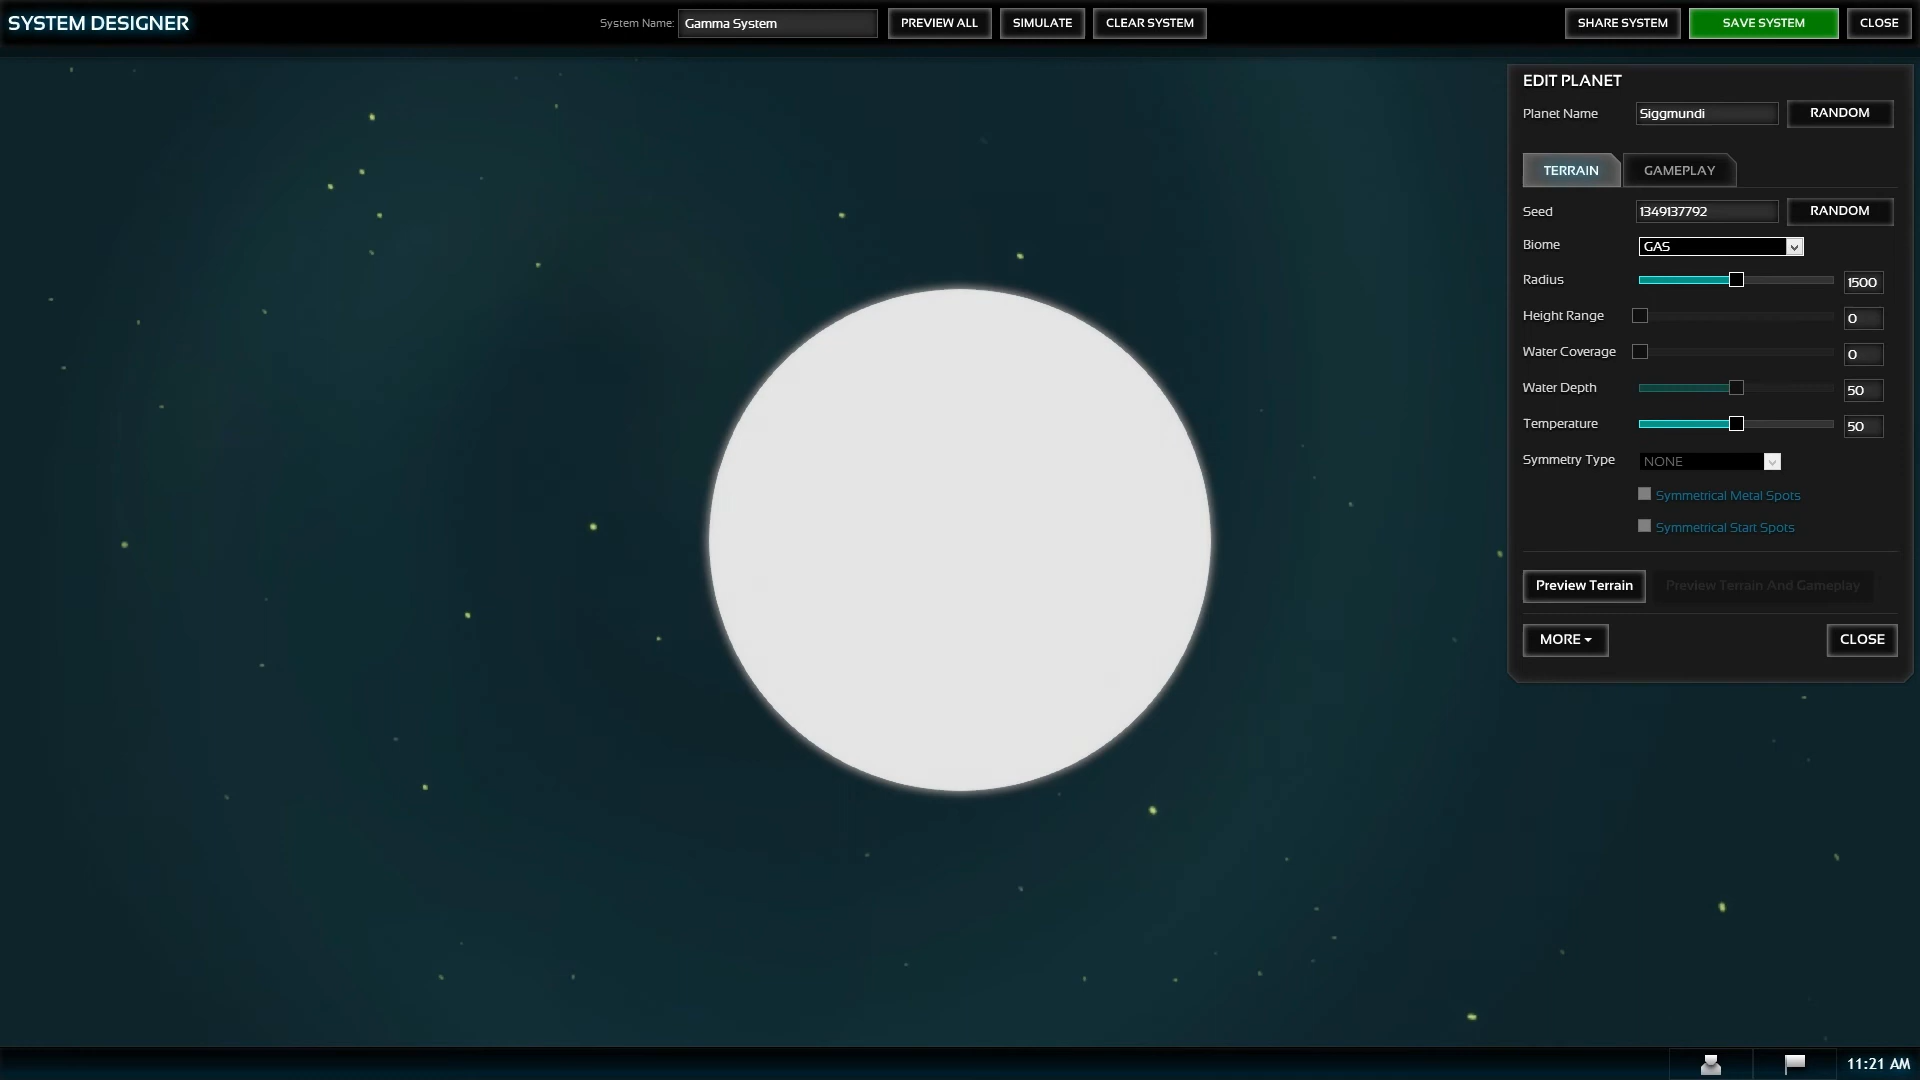 SYSTEM DESIGNER
System Name: Gamma System PREVIEW ALL SIMULATE CLEAR SYSTEM SHARE SYSTEM SAVE SYSTEM CLOSE
EDIT PLANET
Planet Name Siggmundi RANDOM
TERRAIN GAMEPLAY
Seed 1349137792 RANDOM
Biome GAS
Radius 1500
Height Range 0
Water Coverage 0
Water Depth 50
Temperature 50
Symmetry Type NONE
Symmetrical Metal Spots
Symmetrical Start Spots
Preview Terrain Preview Terrain And Gameplay
MORE CLOSE
11:21 AM